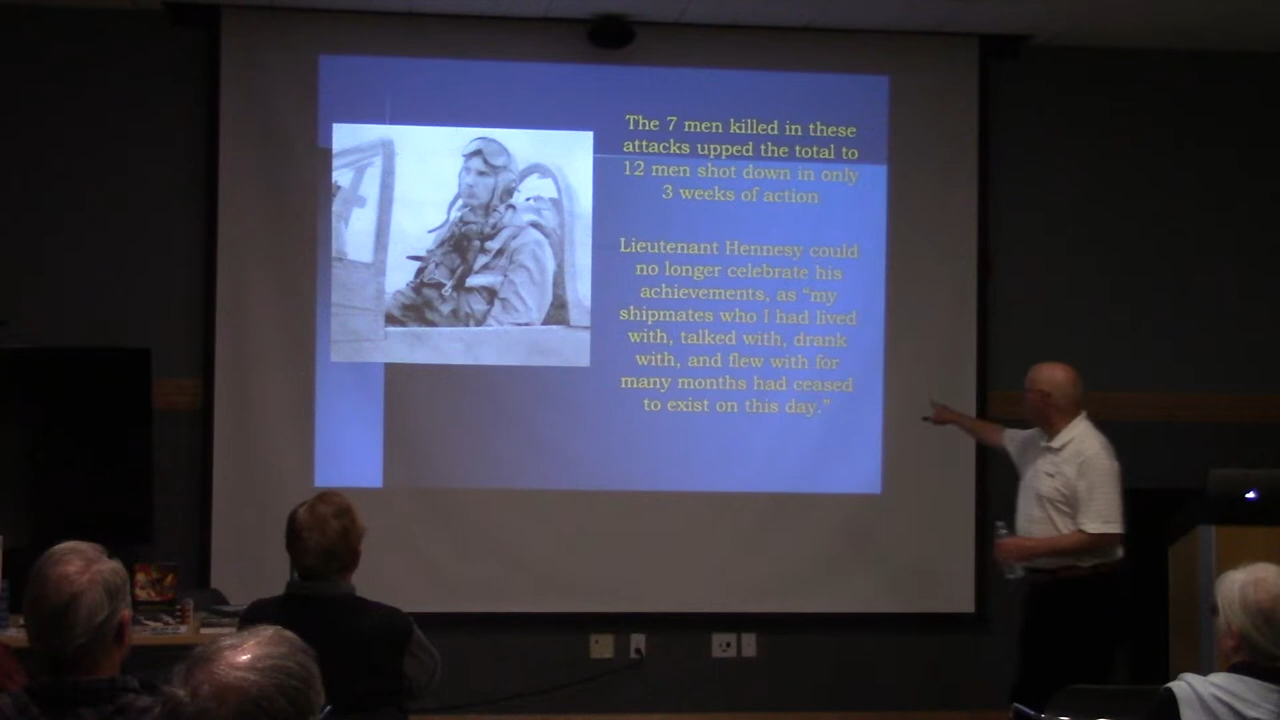 The 7 men killed in these
attacks upped the total to
12 men shot down in only
3 weeks of action
Lieutenant Hennesy could
no longer celebrate his
achievements, as “my
shipmates who I had lived
with, talked with, drank
with, and flew with for
many months had ceased
to exist on this day.”